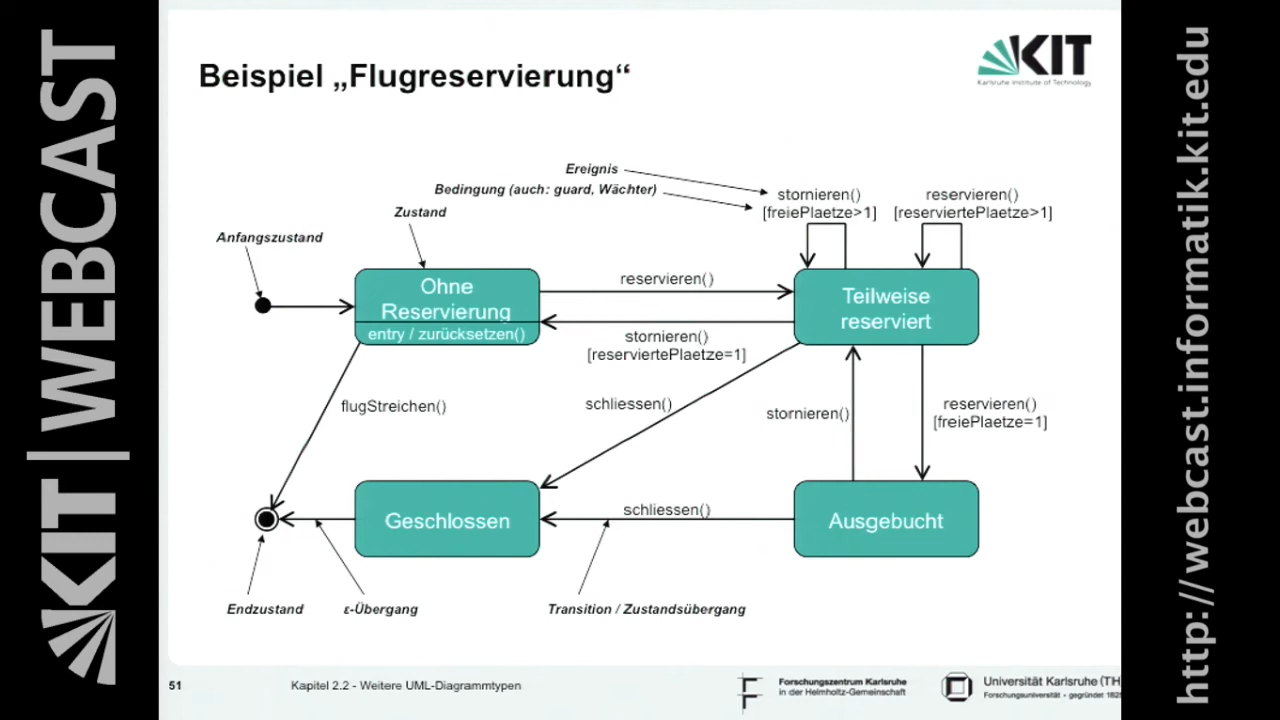 KIT | WEBCAST
Beispiel „Flugreservierung“
KIT
Karlsruhe Institute of Technology
Ereignis
Bedingung (auch: guard, Wächter)
Zustand
Anfangszustand
stornieren()
[freiePlaetze>1]
reservieren()
[reserviertePlaetze>1]
Ohne
Reservierung
entry / zurücksetzen()
reservieren()
Teilweise
reserviert
stornieren()
[reserviertePlaetze=1]
flugStreichen()
schliessen()
stornieren()
reservieren()
[freiePlaetze=1]
Geschlossen
schliessen()
Ausgebucht
Endzustand
ε-Übergang
Transition / Zustandsübergang
51
Kapitel 2.2 - Weitere UML-Diagrammtypen
Forschungszentrum Karlsruhe
in der Helmholtz-Gemeinschaft
Universität Karlsruhe (TH
Forschungsuniversität • gegründet 182
http://webcast.informatik.kit.edu